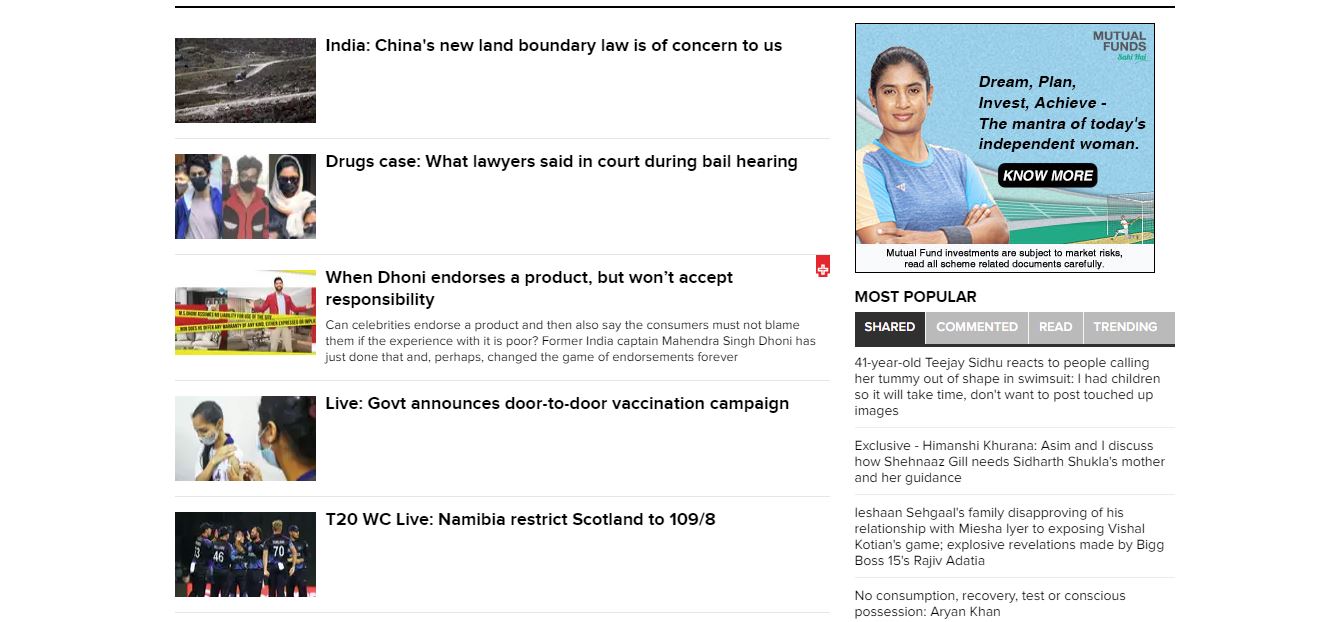 India: China's new land boundary law is of concern to us
Drugs case: What lawyers said in court during bail hearing
When Dhoni endorses a product, but won’t accept
responsibility
Can celebrities endorse a product and then also say the consumers must not blame
them if the experience with it is poor? Former India captain Mahendra Singh Dhoni has
just done that and, perhaps, changed the game of endorsements forever
Live: Govt announces door-to-door vaccination campaign
46
70
T20 WC Live: Namibia restrict Scotland to 109/8
MUTUAL
FUNDS
Sahi Hai
Dream, Plan,
Invest, Achieve -
The mantra of today's
independent woman.
KNOW MORE
Mutual Fund investments are subject to market risks,
read all scheme related documents carefully.
MOST POPULAR
SHARED COMMENTED READ TRENDING
41-year-old Teejay Sidhu reacts to people calling
her tummy out of shape in swimsuit: I had children
so it will take time, don't want to post touched up
images
Exclusive - Himanshi Khurana: Asim and I discuss
how Shehnaaz Gill needs Sidharth Shukla's mother
and her guidance
Ieshaan Sehgaal's family disapproving of his
relationship with Miesha Iyer to exposing Vishal
Kotian's game; explosive revelations made by Bigg
Boss 15's Rajiv Adatia
No consumption, recovery, test or conscious
possession: Aryan Khan